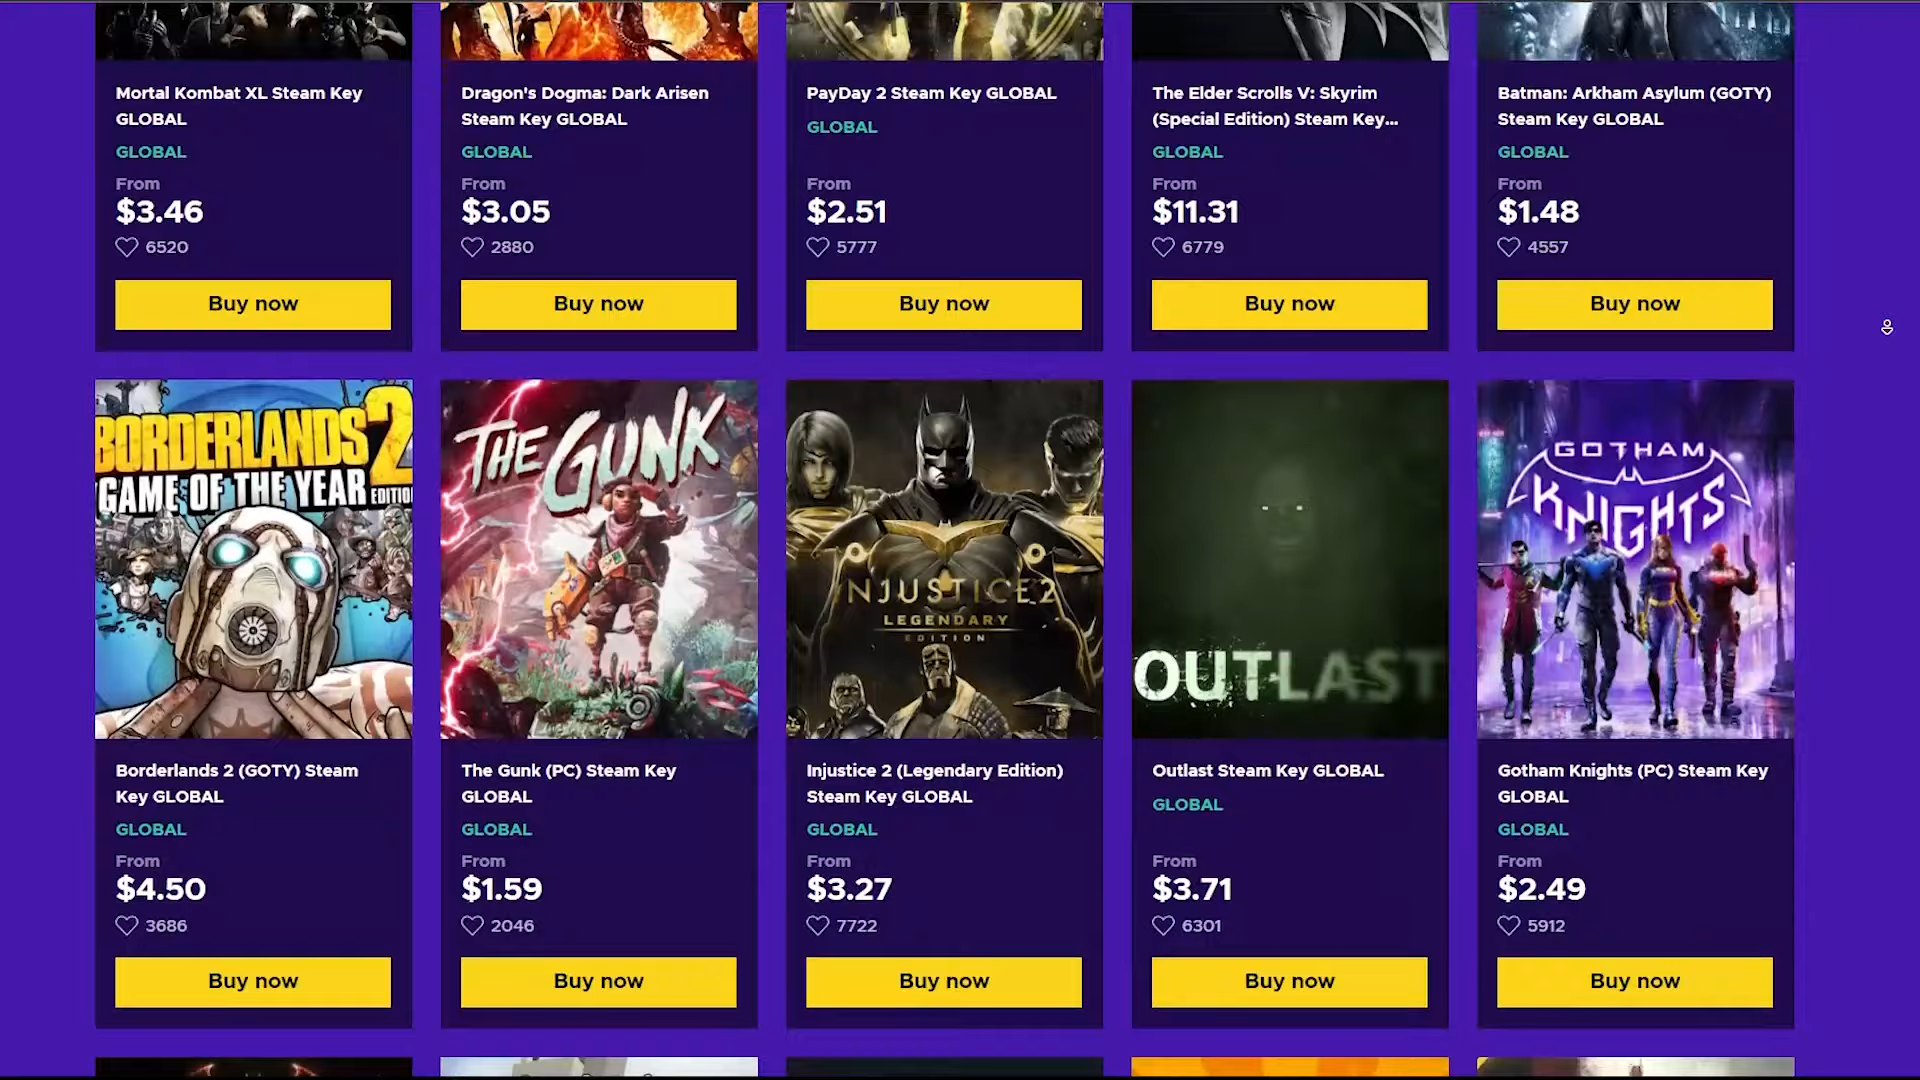 Mortal Kombat XL Steam Key
GLOBAL
GLOBAL
From
$3.46
6520
Buy now
Dragon's Dogma: Dark Arisen
Steam Key GLOBAL
GLOBAL
From
$3.05
2880
Buy now
PayDay 2 Steam Key GLOBAL
GLOBAL
From
$2.51
5777
Buy now
The Elder Scrolls V: Skyrim
(Special Edition) Steam Key...
GLOBAL
From
$11.31
6779
Buy now
Batman: Arkham Asylum (GOTY)
Steam Key GLOBAL
GLOBAL
From
$1.48
4557
Buy now
BORDERLANDS 2
GAME OF THE YEAR EDITION
Borderlands 2 (GOTY) Steam
Key GLOBAL
GLOBAL
From
$4.50
3686
Buy now
THE GUNK
The Gunk (PC) Steam Key
GLOBAL
GLOBAL
From
$1.59
2046
Buy now
INJUSTICE 2
LEGENDARY
EDITION
Injustice 2 (Legendary Edition)
Steam Key GLOBAL
GLOBAL
From
$3.27
7722
Buy now
OUTLAST
Outlast Steam Key GLOBAL
GLOBAL
From
$3.71
6301
Buy now
GOTHAM
KNIGHTS
Gotham Knights (PC) Steam Key
GLOBAL
GLOBAL
From
$2.49
5912
Buy now